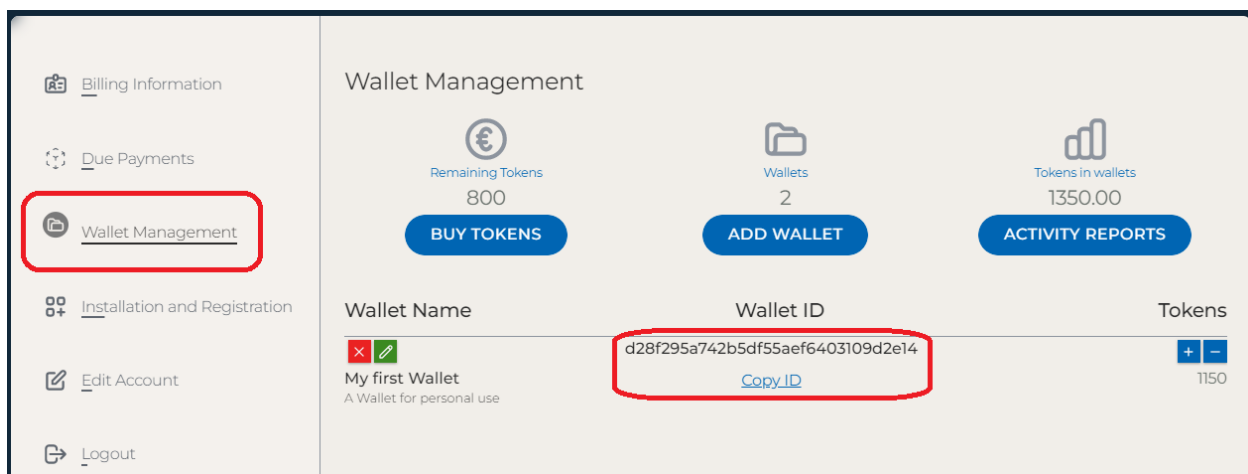 Billing Information
Due Payments
Wallet Management
Installation and Registration
Edit Account
Logout
Wallet Management
Remaining Tokens
800
BUY TOKENS
Wallets
2
ADD WALLET
Tokens in wallets
1350.00
ACTIVITY REPORTS
Wallet Name Wallet ID Tokens
d28f295a742b5df55aef6403109d2e14
My first Wallet Copy ID 1150
A Wallet for personal use